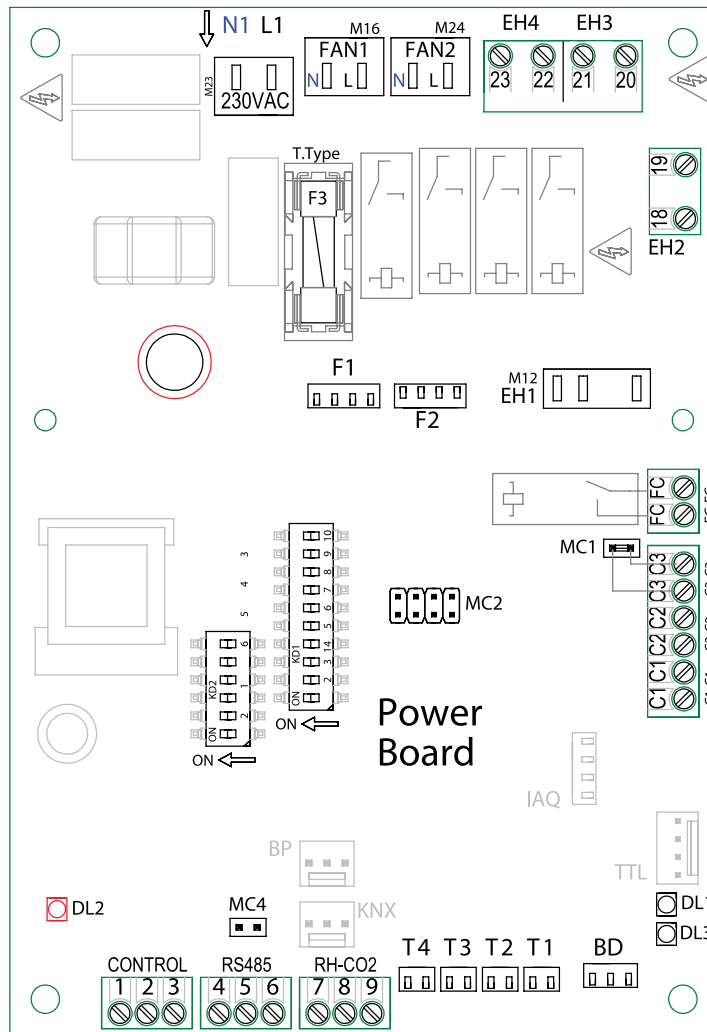 N1 L1
M16
M24
EH4 EH3
FAN1
FAN2
N L
N L
M23
230VAC
23 22 21 20
T.Type
F3
19
18
EH2
F1
F2
M12
EH1
FC
FC
MC1
C3
C3
C2
C2
C1
C1
MC2
10
9
8
7
6
5
14
3
2
ON
KD1
3
4
5
6
1
2
ON
KD2
ON
ON
Power
Board
IAQ
BP
TTL
KNX
DL2
MC4
DL1
DL3
CONTROL
1 2 3
RS485
4 5 6
RH-CO2
7 8 9
T4 T3 T2 T1
BD